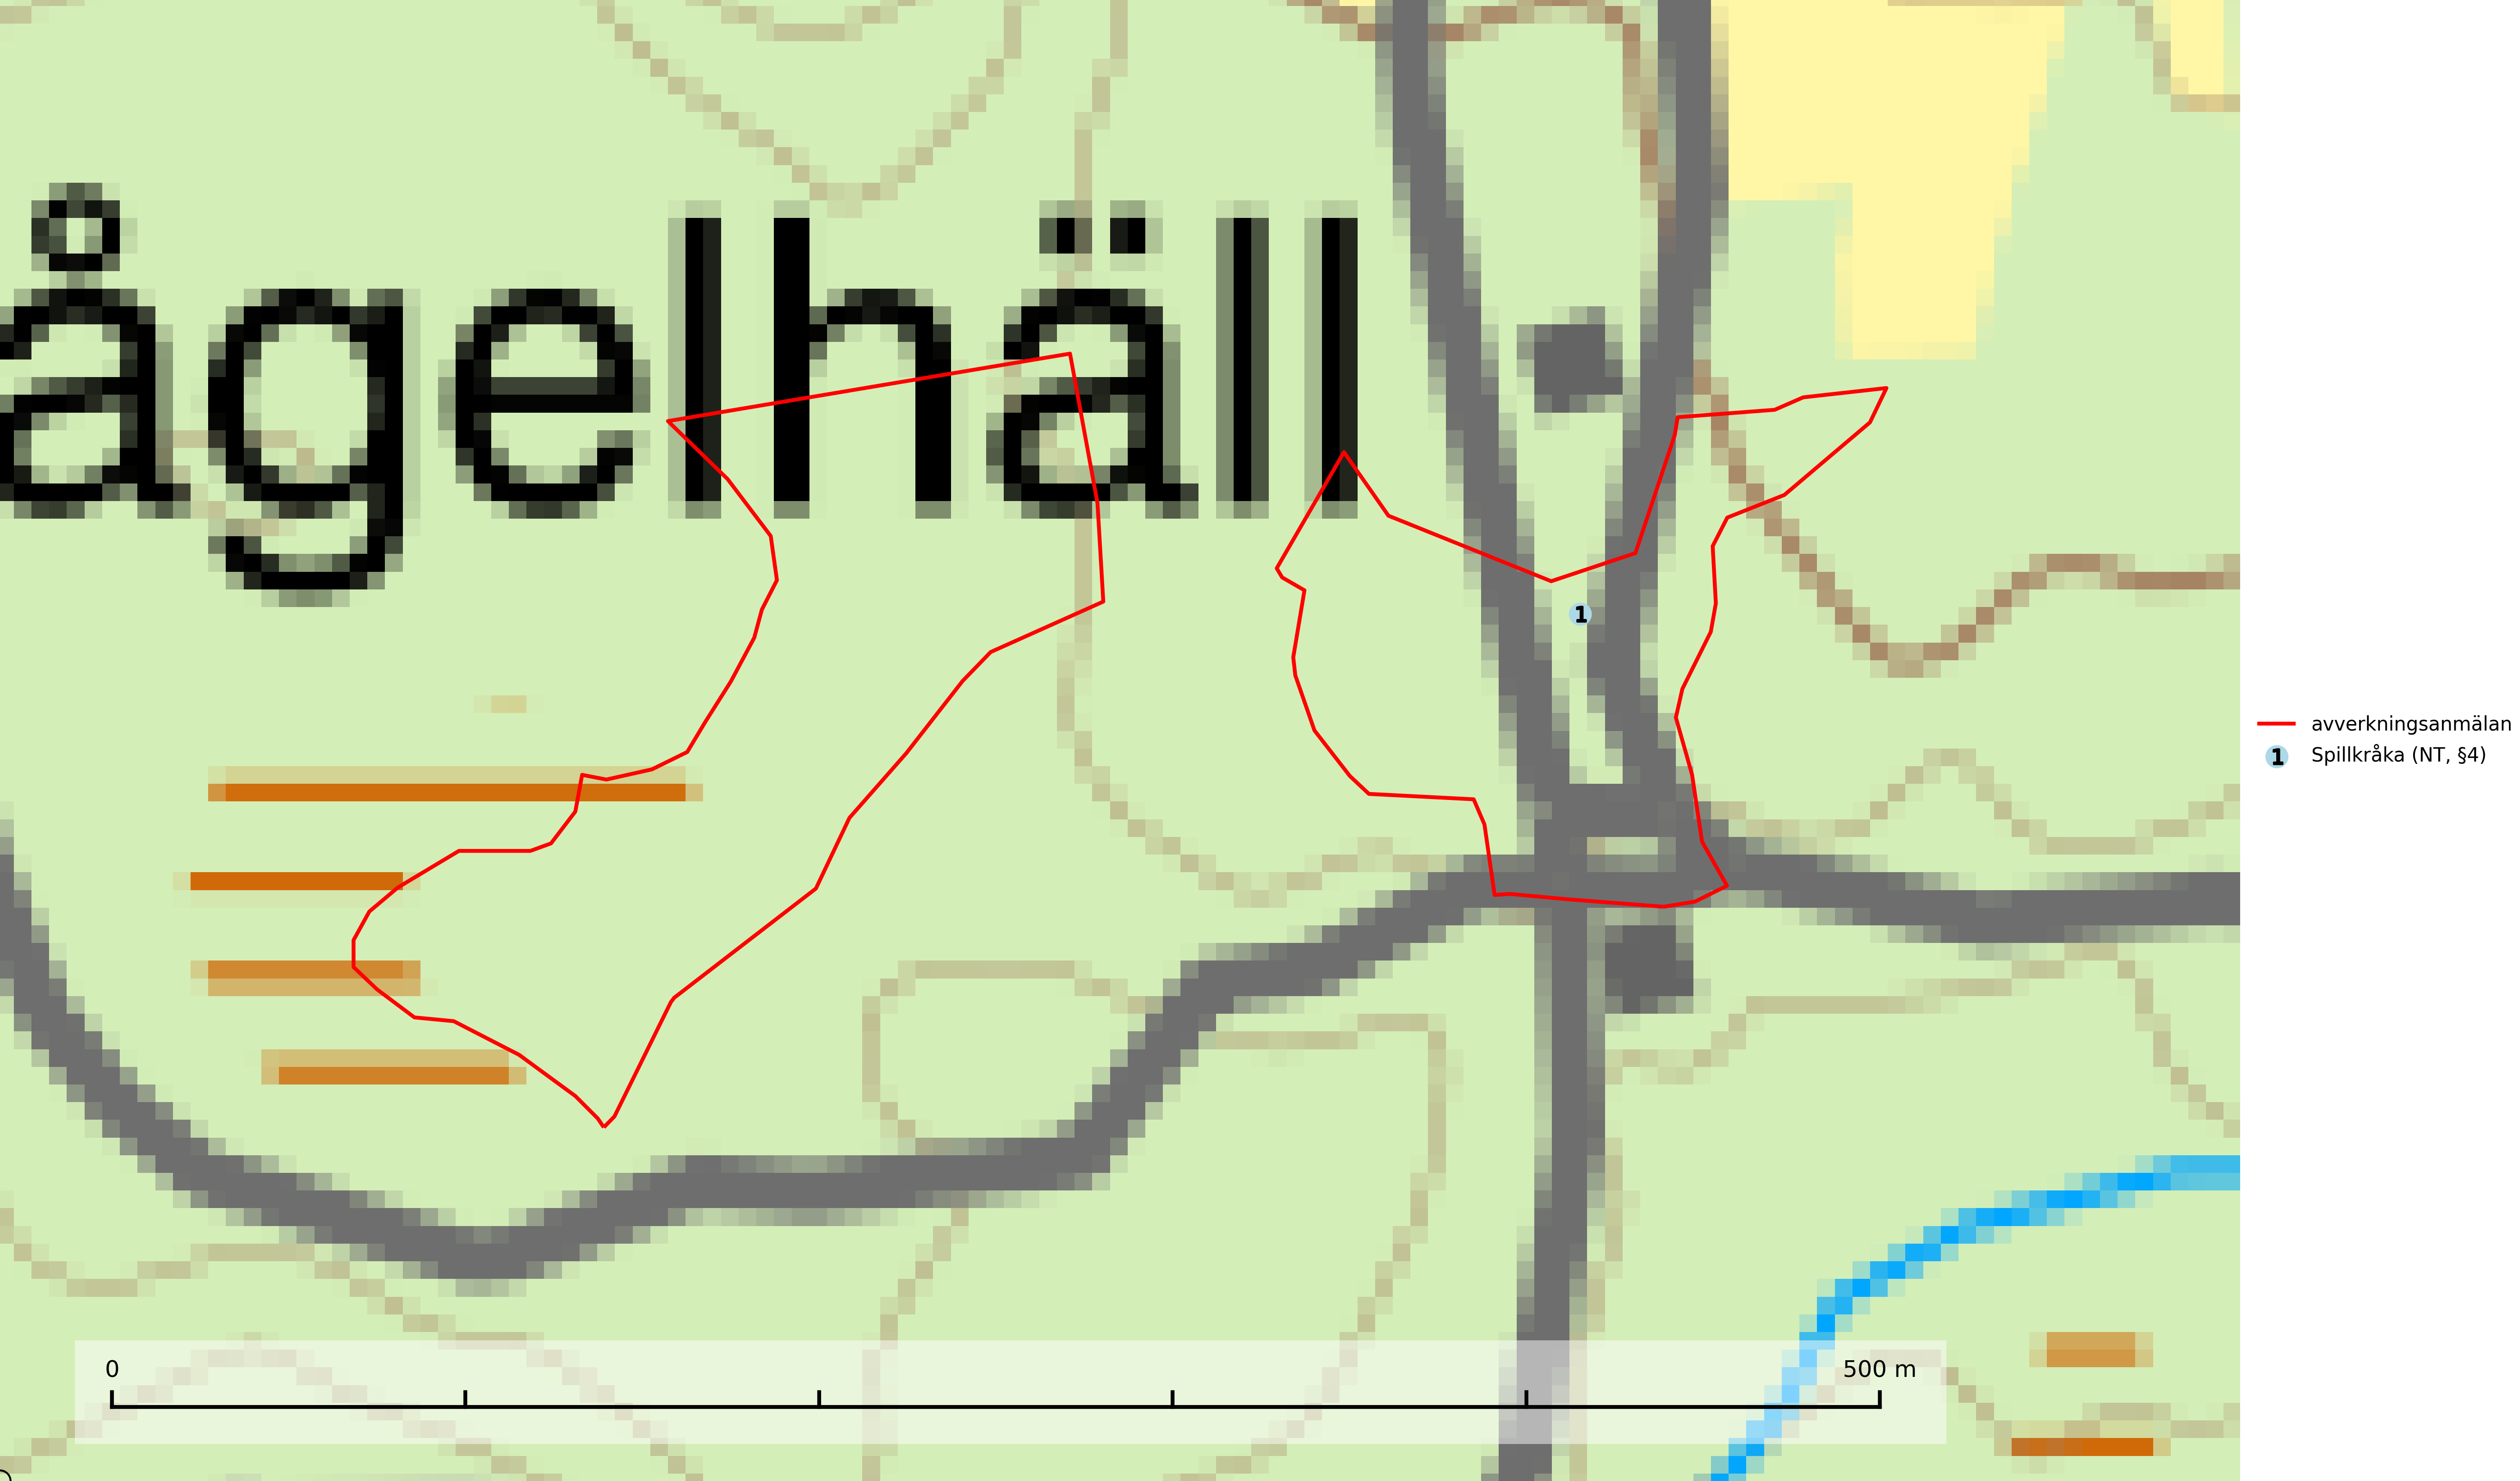 ågelhäll
1
avverkningsanmälan
1 Spillkråka (NT, §4)
0 500 m